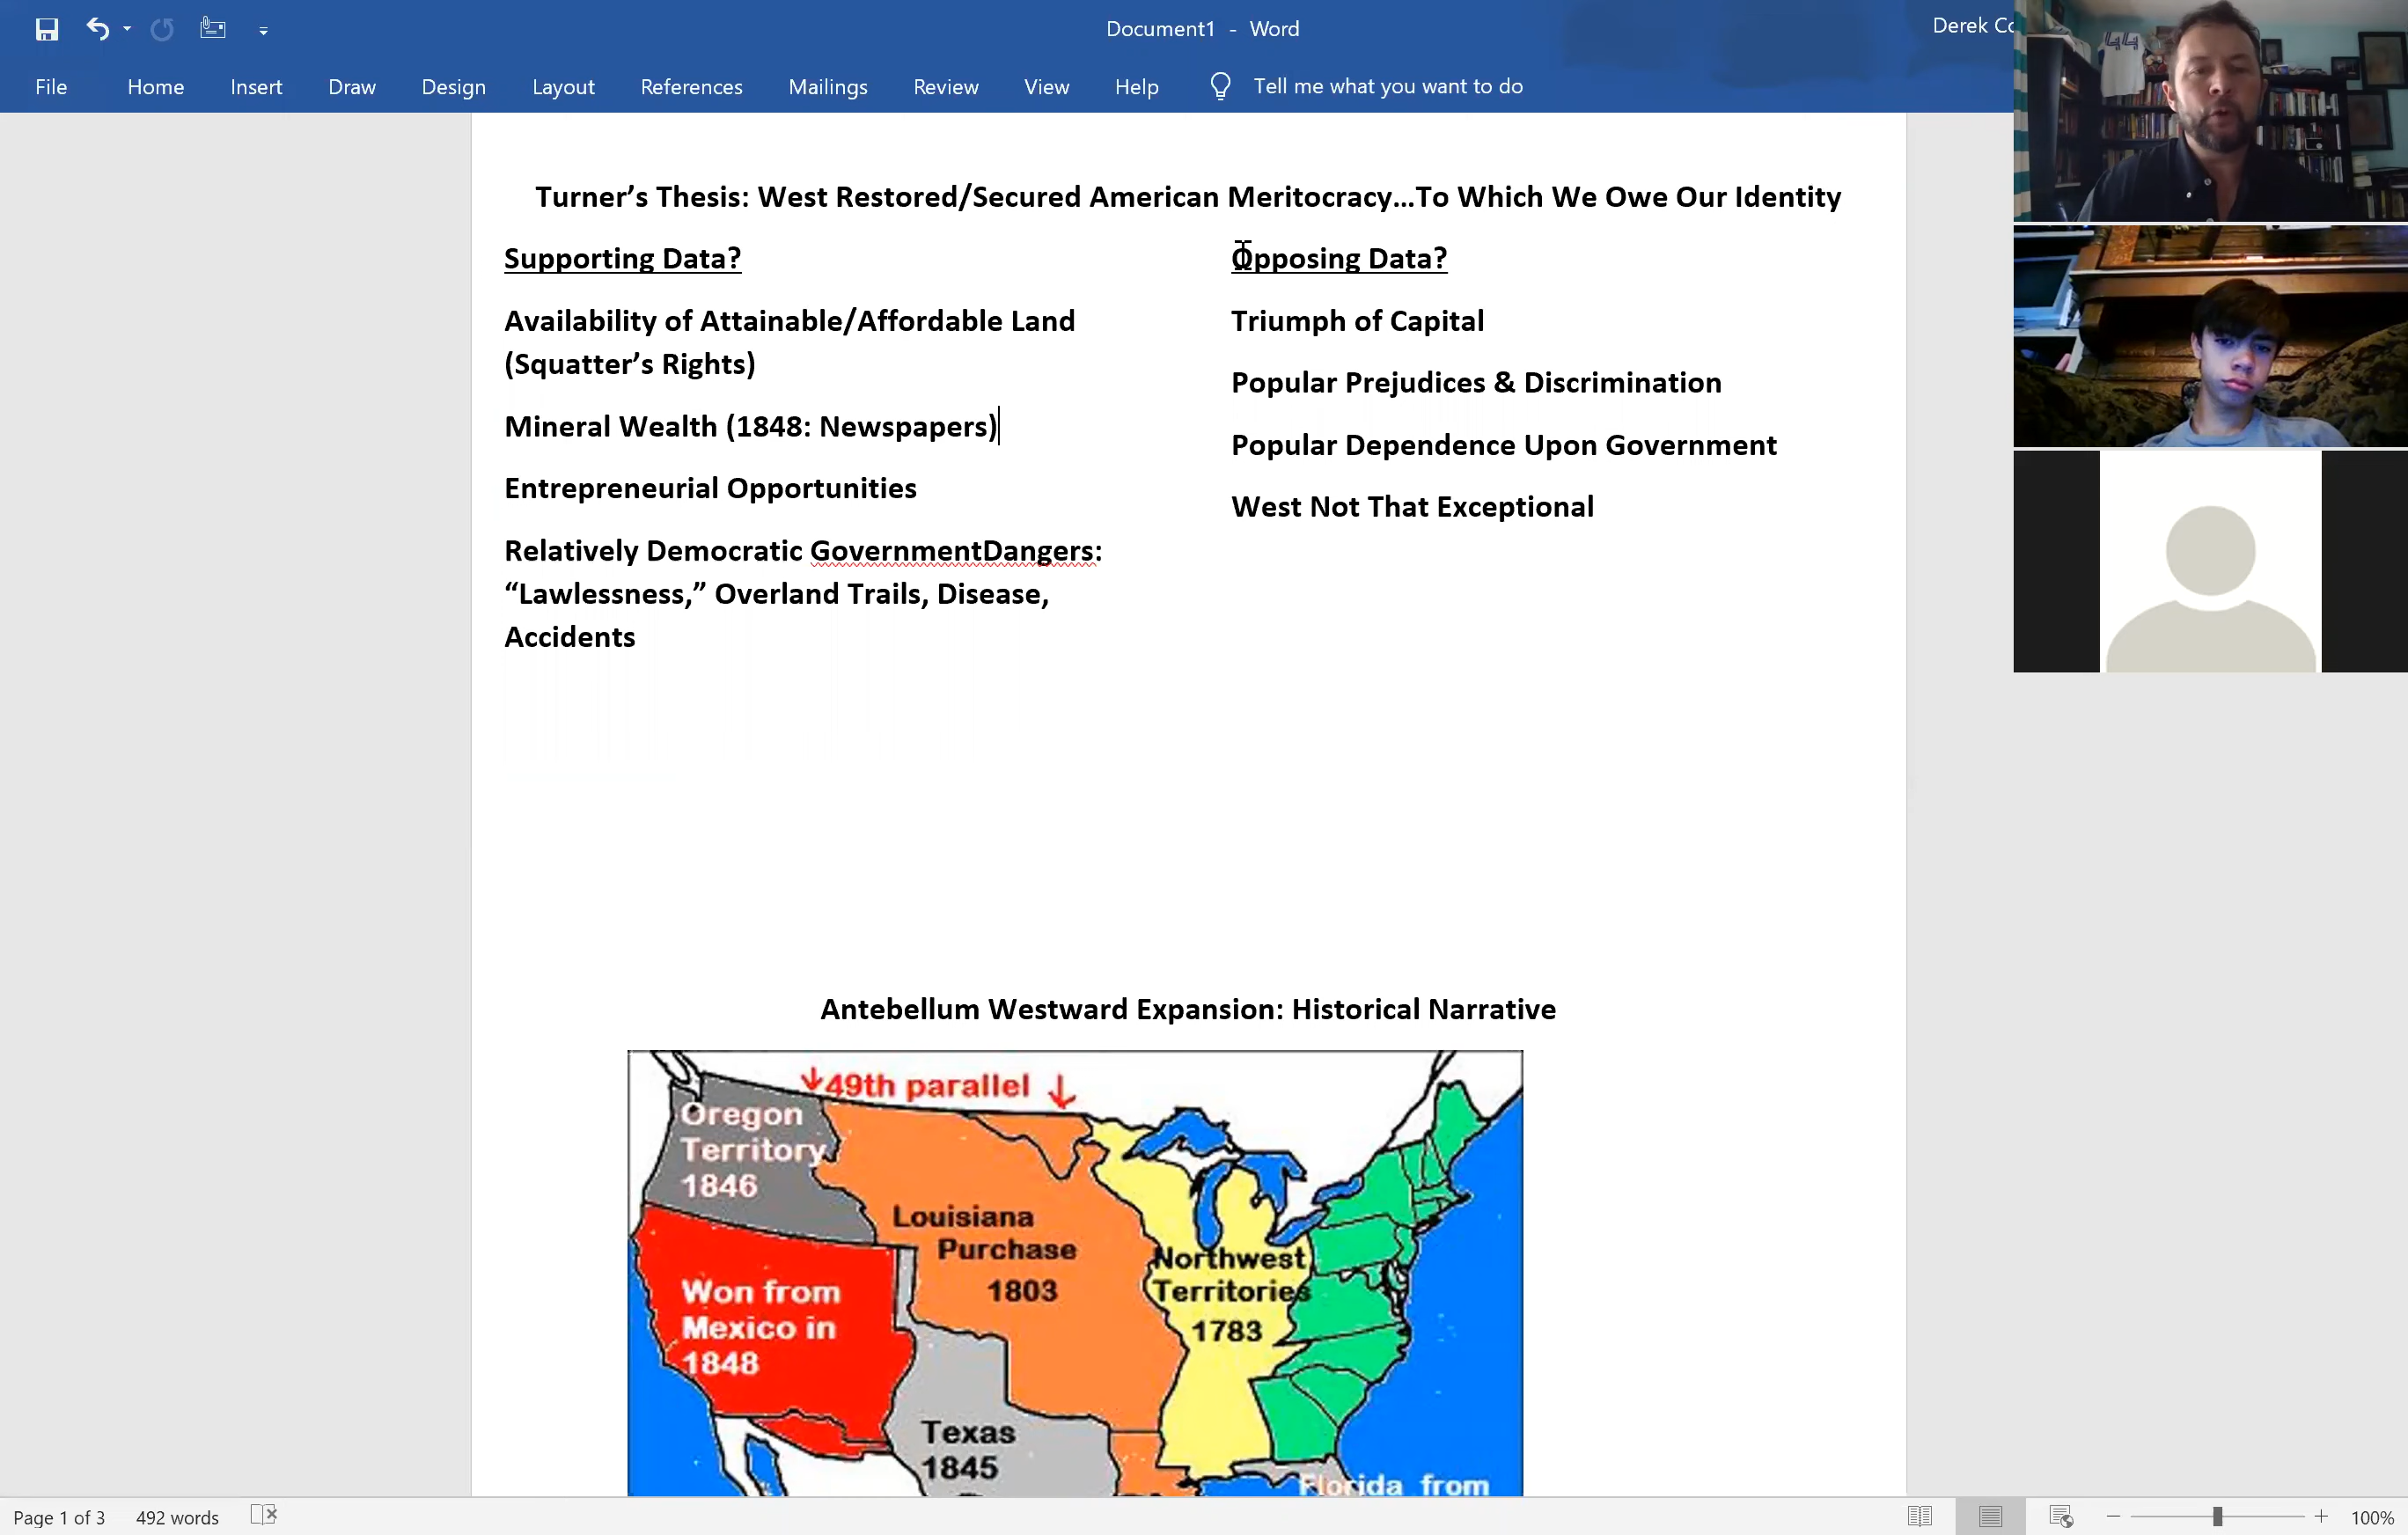 Document1 - Word
Derek Co
File Home Insert Draw Design Layout References Mailings Review View Help Tell me what you want to do
44
Turner’s Thesis: West Restored/Secured American Meritocracy…To Which We Owe Our Identity
Supporting Data?
Availability of Attainable/Affordable Land
(Squatter’s Rights)
Mineral Wealth (1848: Newspapers)
Entrepreneurial Opportunities
Relatively Democratic GovernmentDangers:
“Lawlessness,” Overland Trails, Disease,
Accidents
Opposing Data?
Triumph of Capital
Popular Prejudices & Discrimination
Popular Dependence Upon Government
West Not That Exceptional
Antebellum Westward Expansion: Historical Narrative
49th parallel
Oregon
Territory
1846
Louisiana
Purchase
1803
Northwest
Territories
1783
Won from
Mexico in
1848
Texas
1845
Florida from
Page 1 of 3 492 words
100%